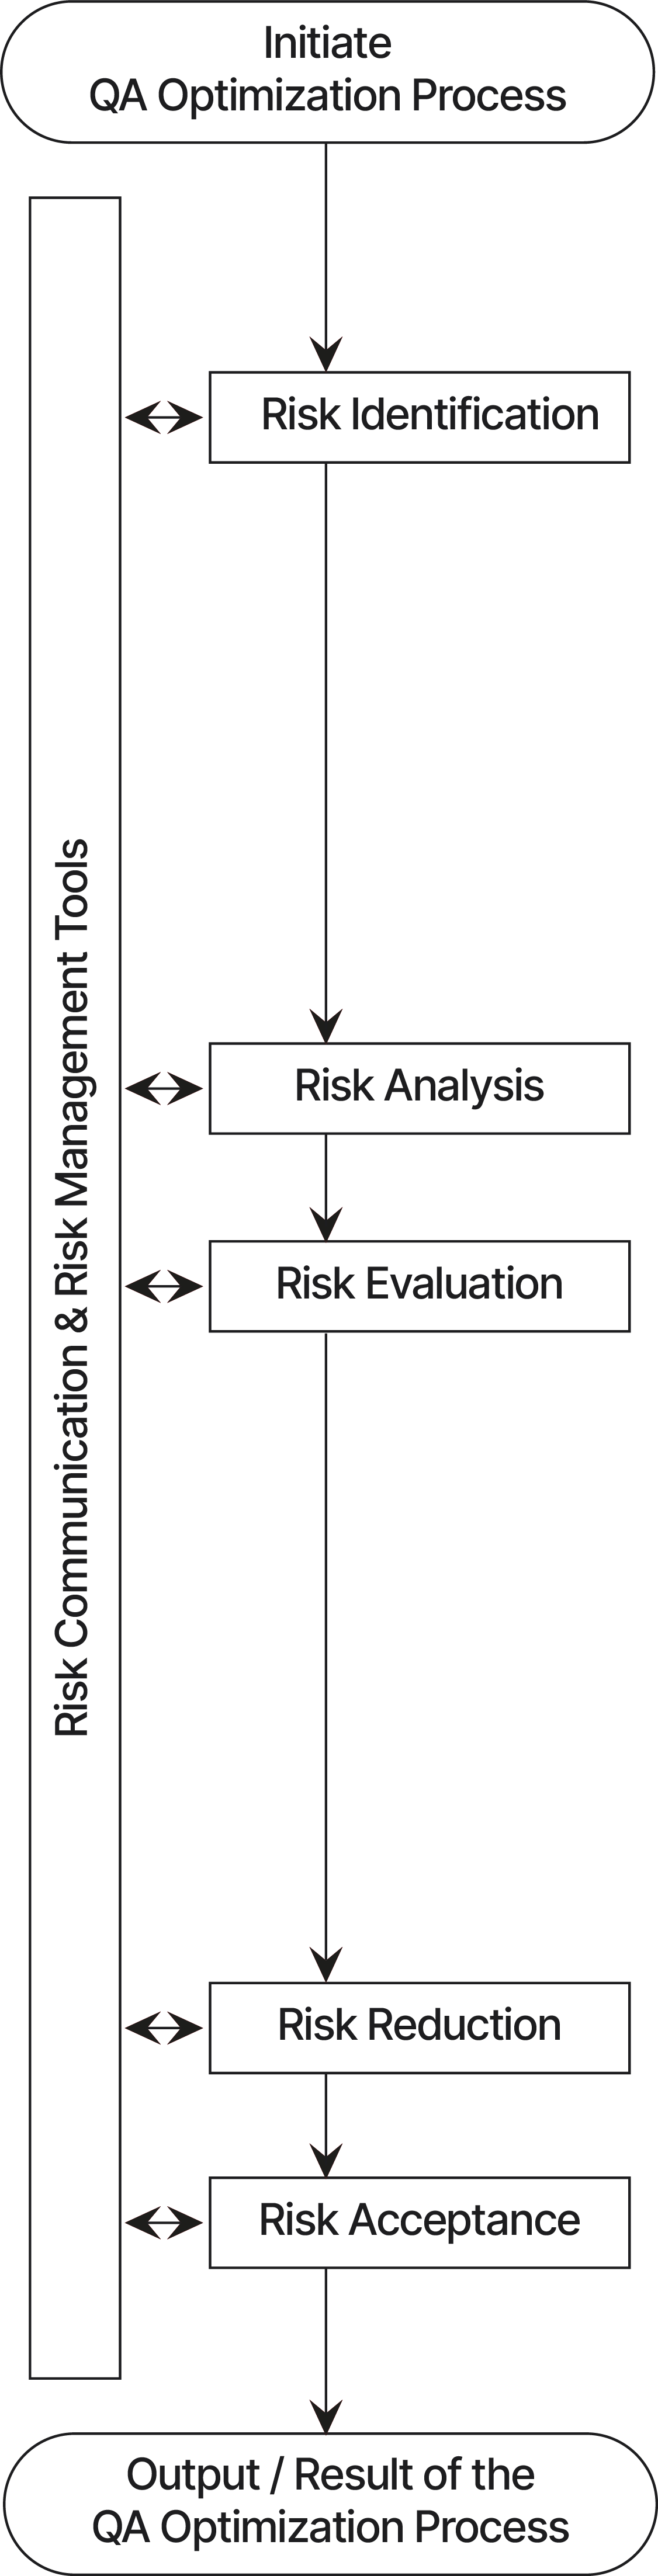 Initiate
QA Optimization Process
Risk Identification
Risk Communication & Risk Management Tools
Risk Analysis
Risk Evaluation
Risk Reduction
Risk Acceptance
Output / Result of the
QA Optimization Process